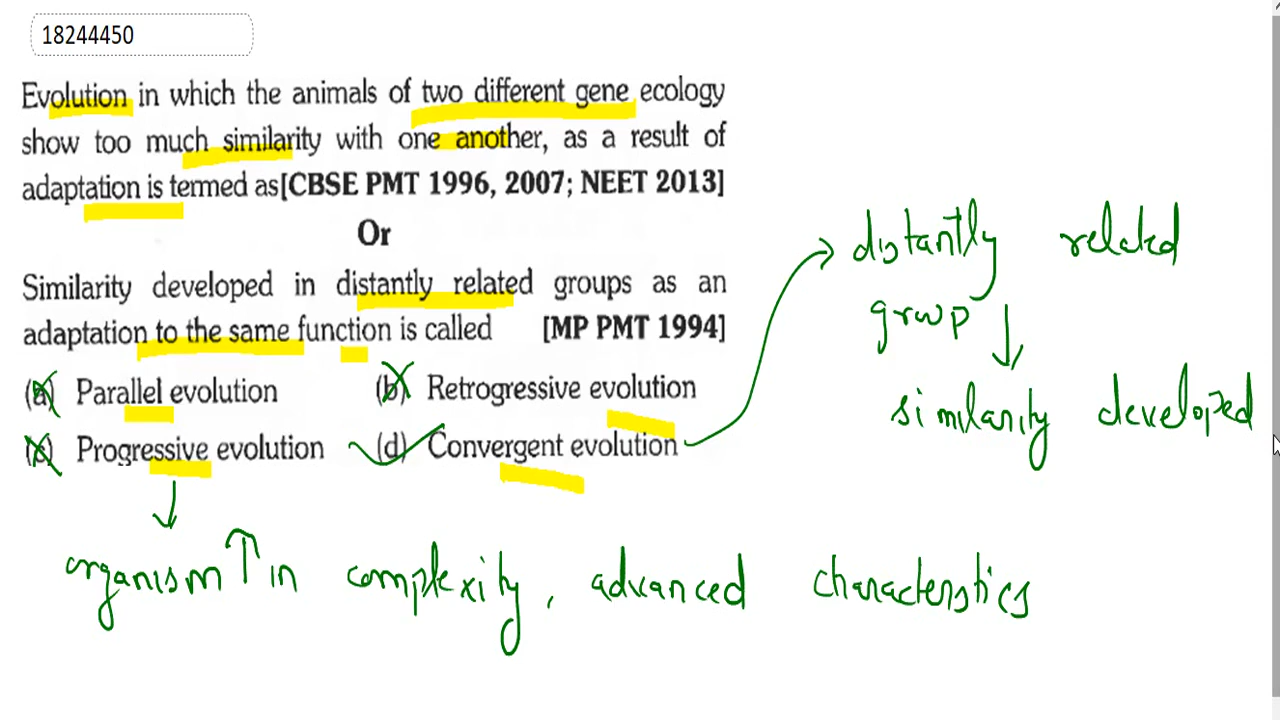 18244450
Evolution in which the animals of two different gene ecology
show too much similarity with one another, as a result of
adaptation is termed as[CBSE PMT 1996, 2007; NEET 2013]
Or
Similarity developed in distantly related groups as an
adaptation to the same function is called [MP PMT 1994]
(a) Parallel evolution (b) Retrogressive evolution
(c) Progressive evolution (d) Convergent evolution
distantly related
group
similarity developed
organism ↑ in complexity, advanced characterstics